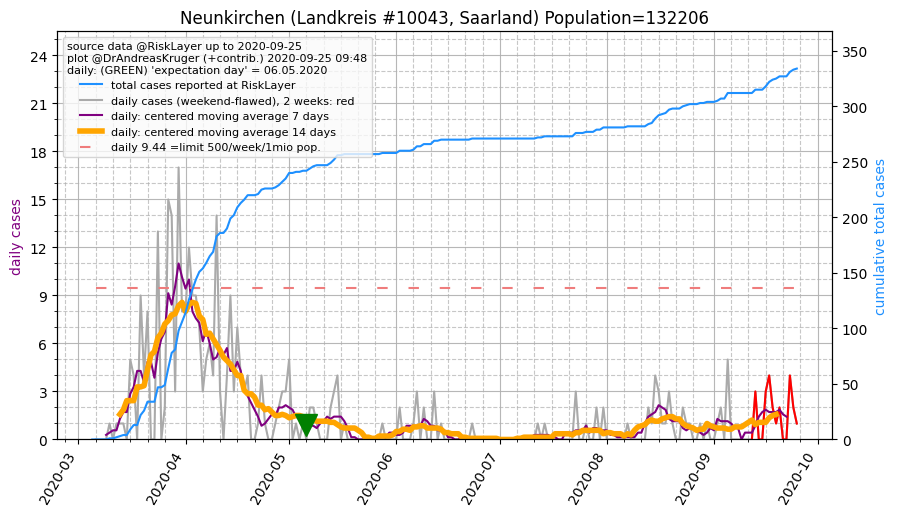 Neunkirchen (Landkreis #10043, Saarland) Population=132206
source data @RiskLayer up to 2020-09-25
plot @DrAndreasKruger (+contrib.) 2020-09-25 09:48
daily: (GREEN) 'expectation day' = 06.05.2020
total cases reported at RiskLayer
daily cases (weekend-flawed), 2 weeks: red
daily: centered moving average 7 days
daily: centered moving average 14 days
daily 9.44 =limit 500/week/1mio pop.
daily cases
24
21
18
15
12
9
6
3
0
350
300
250
200
150
100
50
0
cumulative total cases
2020-03
2020-04
2020-05
2020-06
2020-07
2020-08
2020-09
2020-10